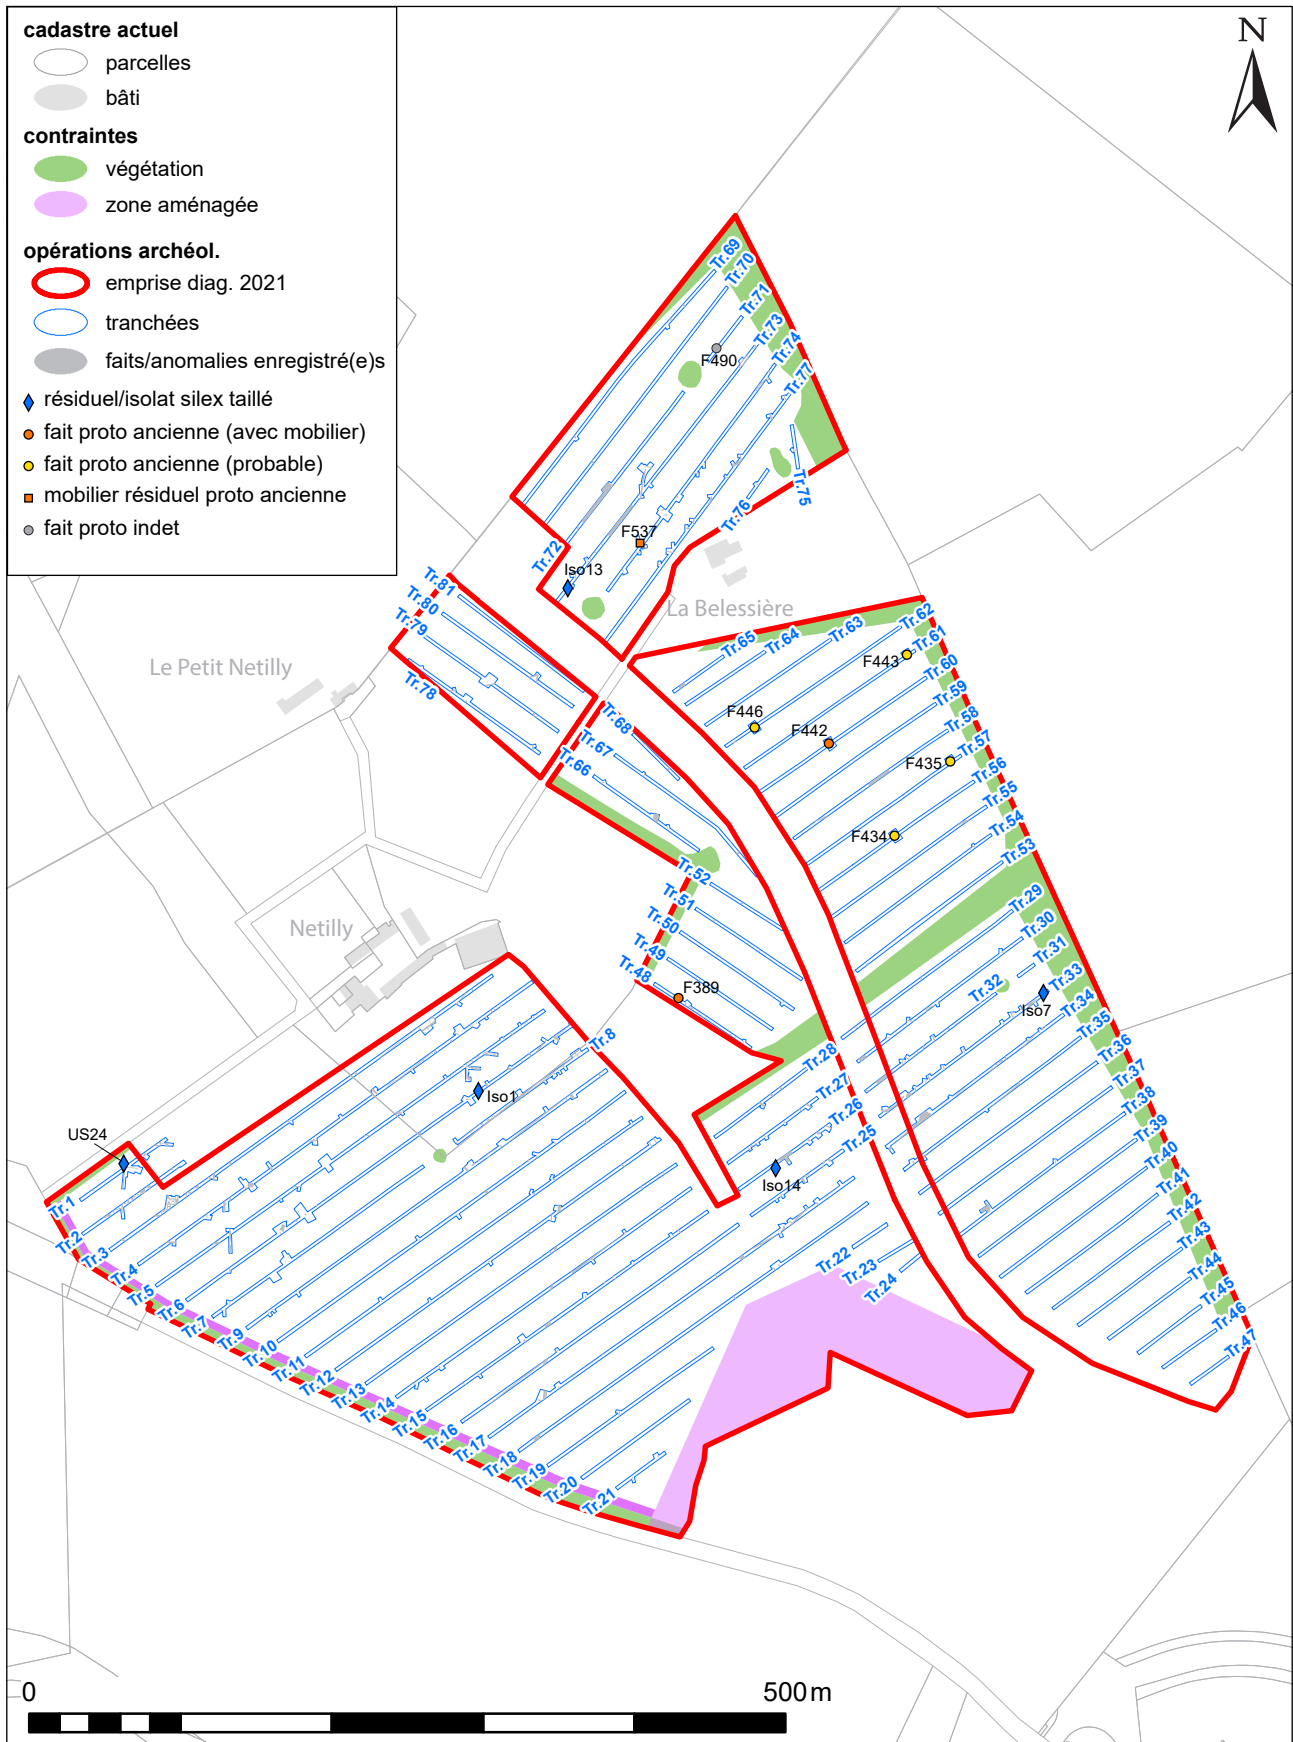 cadastre actuel
parcelles
bâti
contraintes
végétation
zone aménagée
opérations archéol.
emprise diag. 2021
tranchées
faits/anomalies enregistré(e)s
résiduel/isolat silex taillé
fait proto ancienne (avec mobilier)
fait proto ancienne (probable)
mobilier résiduel proto ancienne
fait proto indet
N
Tr.69
Tr.70
Tr.71
Tr.73
Tr.74
Tr.77
F490
Tr.75
Tr.76
F537
Tr.72
Iso13
La Belessière
Tr.81
Tr.80
Tr.79
Tr.78
Le Petit Netilly
Tr.65
Tr.64
Tr.63
Tr.62
Tr.61
Tr.60
Tr.59
Tr.58
Tr.57
Tr.56
Tr.55
Tr.54
Tr.53
F443
F446
F442
F435
F434
Tr.68
Tr.67
Tr.66
Tr.52
Tr.51
Tr.50
Tr.49
Tr.48
F389
Netilly
Tr.29
Tr.30
Tr.31
Tr.32
Tr.33
Iso7
Tr.34
Tr.35
Tr.36
Tr.37
Tr.38
Tr.39
Tr.40
Tr.41
Tr.42
Tr.43
Tr.44
Tr.45
Tr.46
Tr.47
Tr.8
Iso1
Tr.28
Tr.27
Tr.26
Tr.25
Iso14
US24
Tr.22
Tr.23
Tr.24
Tr.1
Tr.2
Tr.3
Tr.4
Tr.5
Tr.6
Tr.7
Tr.9
Tr.10
Tr.11
Tr.12
Tr.13
Tr.14
Tr.15
Tr.16
Tr.17
Tr.18
Tr.19
Tr.20
Tr.21
0
500 m